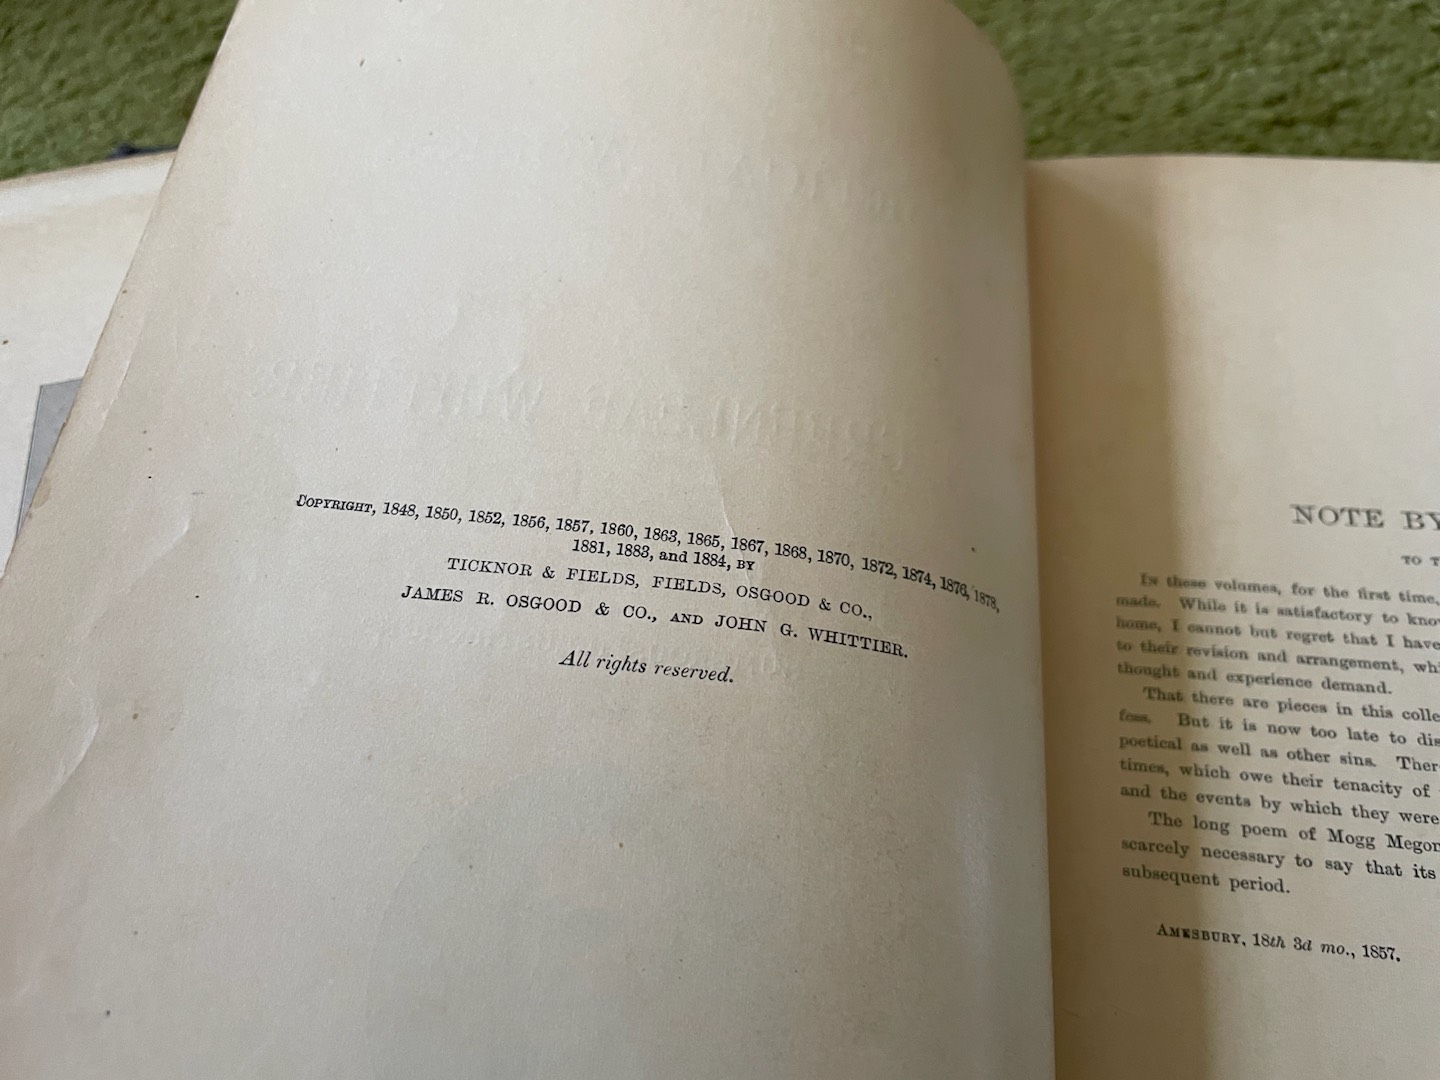 COPYRIGHT, 1848, 1850, 1852, 1856, 1857, 1860, 1863, 1865, 1867, 1868, 1870, 1872, 1874, 1876, 1878,
1881, 1883, and 1884, BY
TICKNOR & FIELDS, FIELDS, OSGOOD & CO.,
JAMES R. OSGOOD & CO., AND JOHN G. WHITTIER.
All rights reserved.
NOTE BY
TO T
In these volumes, for the first time,
made. While it is satisfactory to know
home, I cannot but regret that I have
to their revision and arrangement, whi
thought and experience demand.
That there are pieces in this colle
fess. But it is now too late to dis
poetical as well as other sins. Ther
times, which owe their tenacity of
and the events by which they were
The long poem of Mogg Megon
scarcely necessary to say that its
subsequent period.
AMESBURY, 18th 3d mo., 1857.